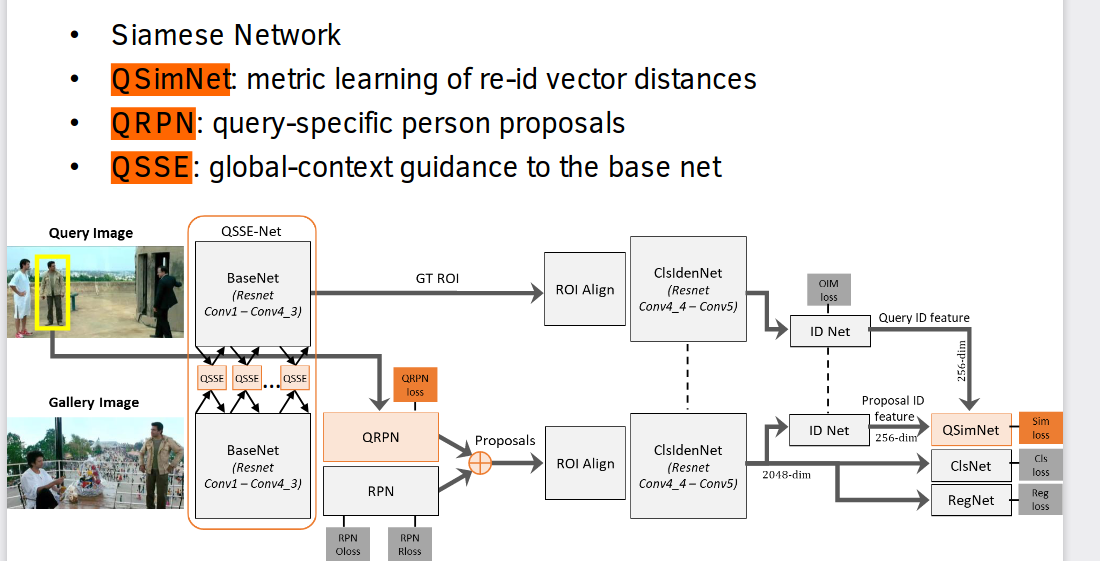 • Siamese Network
• QSimNet: metric learning of re-id vector distances
• QRPN: query-specific person proposals
• QSSE: global-context guidance to the base net
Query Image
QSSE-Net
BaseNet
(Resnet
Conv1 – Conv4_3)
GT ROI
ROI Align
ClsIdenNet
(Resnet
Conv4_4 – Conv5)
OIM
loss
ID Net
Query ID feature
256-dim
QSSE
QSSE
...
QSSE
QRPN
loss
Gallery Image
BaseNet
(Resnet
Conv1 – Conv4_3)
QRPN
RPN
Proposals
RPN
Oloss
RPN
Rloss
ROI Align
ClsIdenNet
(Resnet
Conv4_4 – Conv5)
2048-dim
ID Net
Proposal ID
feature
256-dim
QSimNet
Sim
loss
ClsNet
Cls
loss
RegNet
Reg
loss